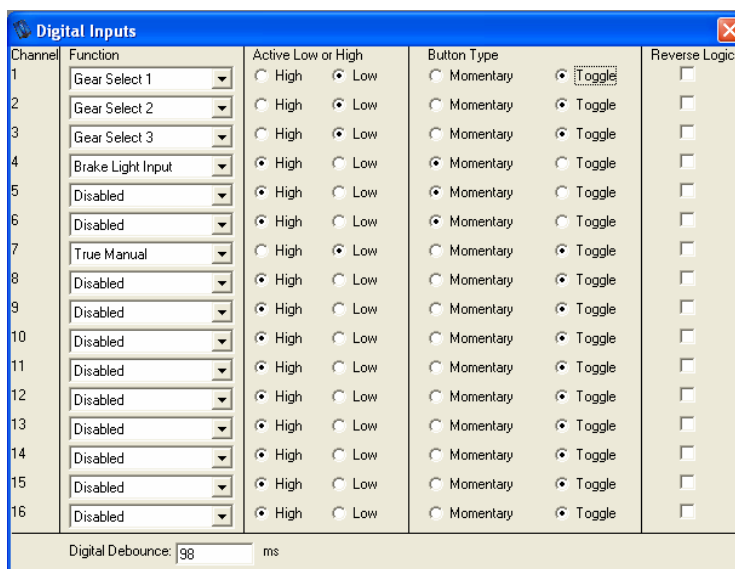 Digital Inputs
Channel Function Active Low or High Button Type Reverse Logic
1 Gear Select 1 High Low Momentary Toggle
2 Gear Select 2 High Low Momentary Toggle
3 Gear Select 3 High Low Momentary Toggle
4 Brake Light Input High Low Momentary Toggle
5 Disabled High Low Momentary Toggle
6 Disabled High Low Momentary Toggle
7 True Manual High Low Momentary Toggle
8 Disabled High Low Momentary Toggle
9 Disabled High Low Momentary Toggle
10 Disabled High Low Momentary Toggle
11 Disabled High Low Momentary Toggle
12 Disabled High Low Momentary Toggle
13 Disabled High Low Momentary Toggle
14 Disabled High Low Momentary Toggle
15 Disabled High Low Momentary Toggle
16 Disabled High Low Momentary Toggle
Digital Debounce: 98 ms